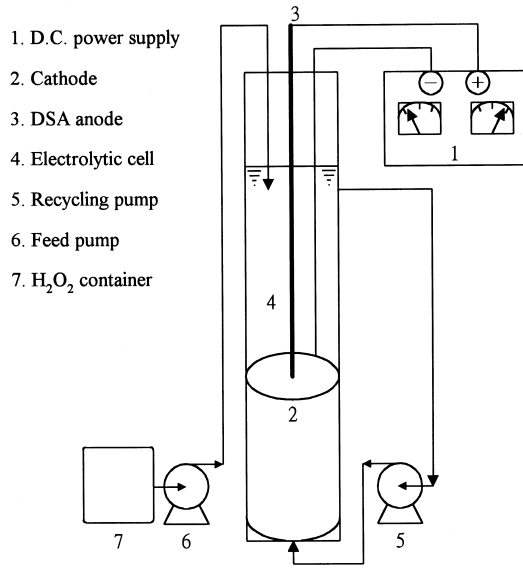 1. D.C. power supply
2. Cathode
3. DSA anode
4. Electrolytic cell
5. Recycling pump
6. Feed pump
7. H₂O₂ container
3
− +
1
4
2
7 6 5